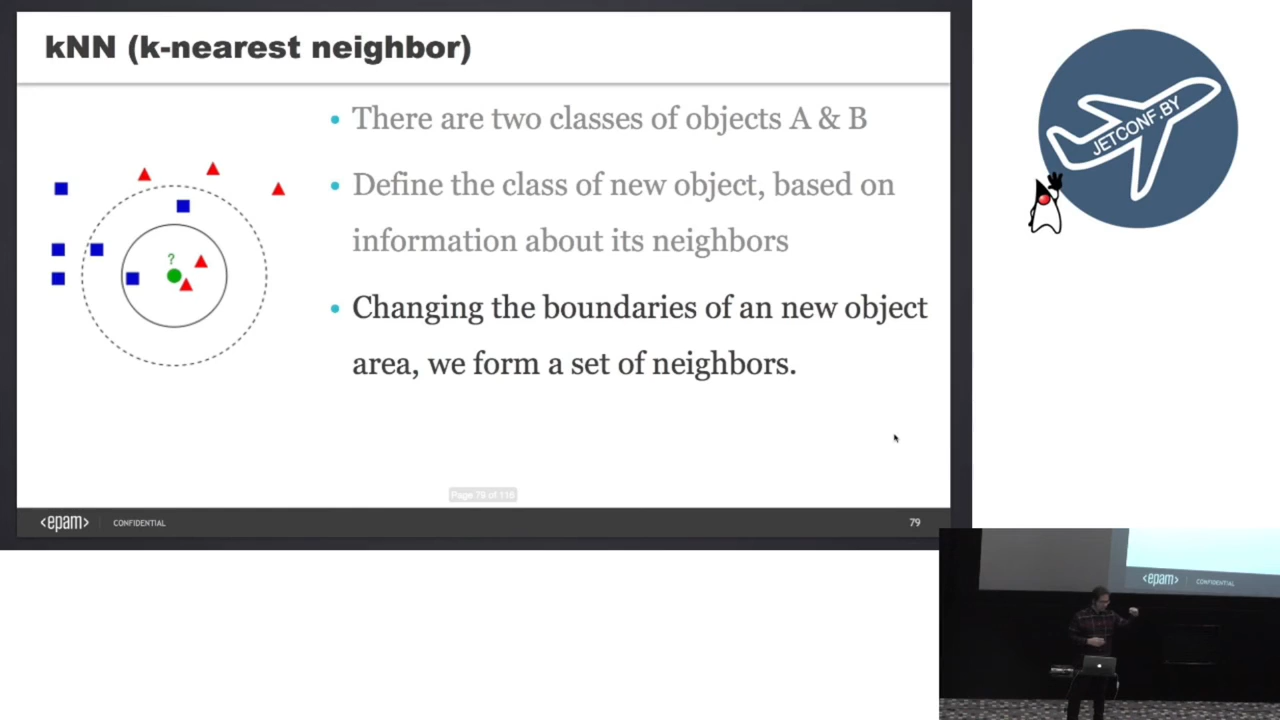 kNN (k-nearest neighbor)
• There are two classes of objects A & B
• Define the class of new object, based on
information about its neighbors
• Changing the boundaries of an new object
area, we form a set of neighbors.
?
Page 79 of 116
<epam>
CONFIDENTIAL
79
JETCONF.BY
<epam>
CONFIDENTIAL